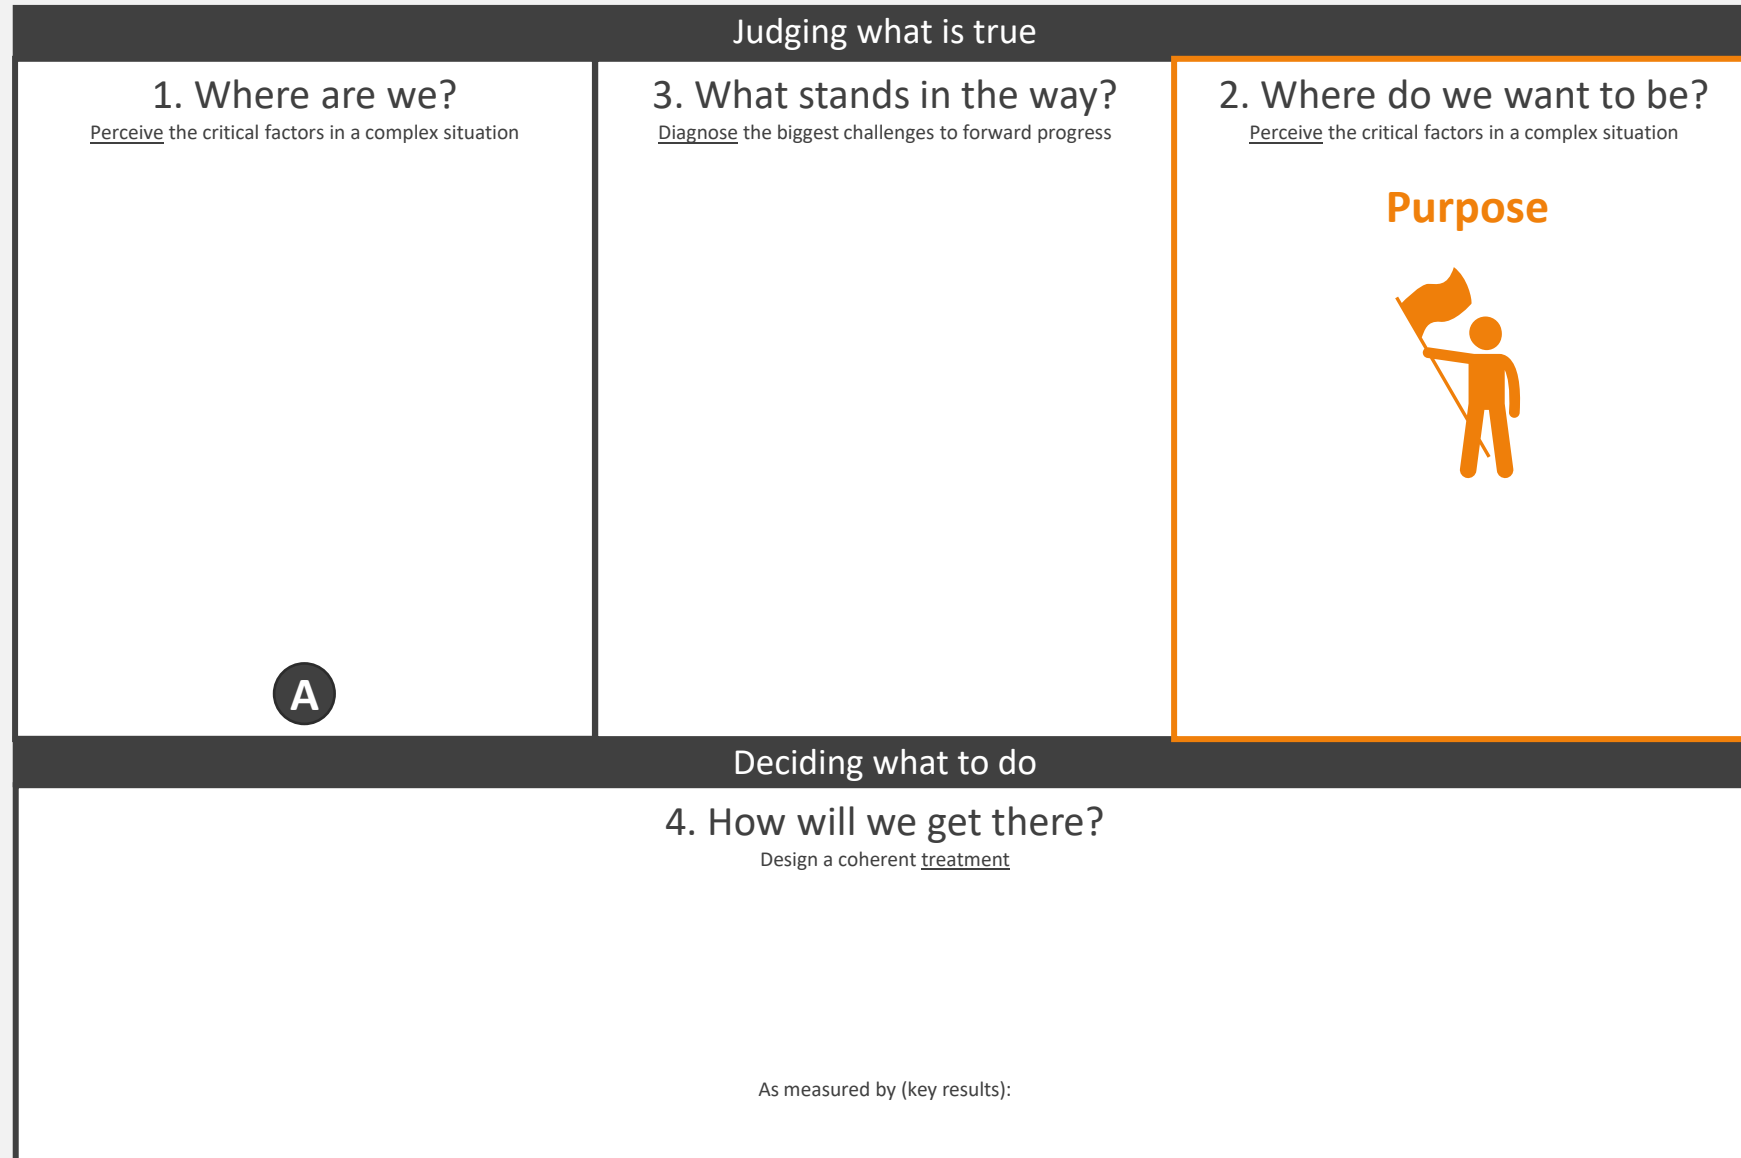 Judging what is true
1. Where are we?
Perceive the critical factors in a complex situation
A
3. What stands in the way?
Diagnose the biggest challenges to forward progress
2. Where do we want to be?
Perceive the critical factors in a complex situation
Purpose
Deciding what to do
4. How will we get there?
Design a coherent treatment
As measured by (key results):